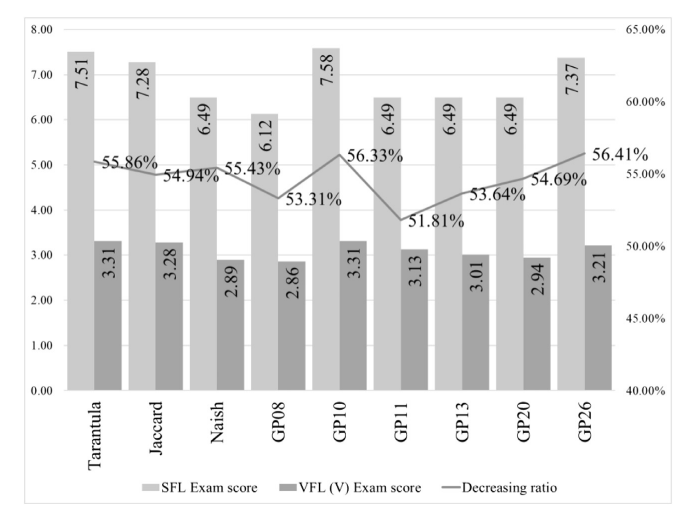 8.00 65.00%
7.00 60.00%
6.00
5.00 55.00%
4.00
3.00 50.00%
2.00
1.00 45.00%
0.00 40.00%
7.51 7.28 6.49 6.12 7.58 6.49 6.49 6.49 7.37
55.86% 54.94% 55.43% 53.31% 56.33% 51.81% 53.64% 54.69% 56.41%
3.31 3.28 2.89 2.86 3.31 3.13 3.01 2.94 3.21
Tarantula Jaccard Naish GP08 GP10 GP11 GP13 GP20 GP26
SFL Exam score VFL (V) Exam score Decreasing ratio